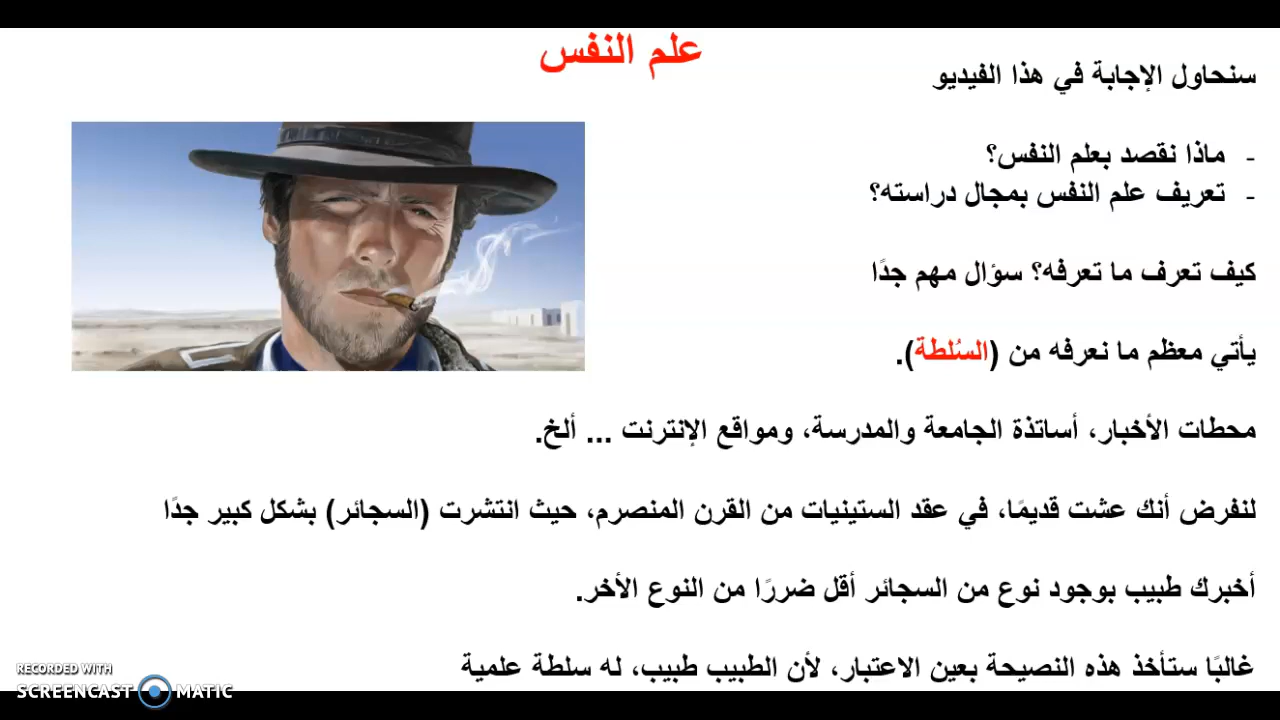 علم النفس
سنحاول الإجابة في هذا الفيديو
- ماذا نقصد بعلم النفس؟
- تعريف علم النفس بمجال دراسته؟
كيف تعرف ما تعرفه؟ سؤال مهم جدًا
يأتي معظم ما نعرفه من (السُلطة).
محطات الأخبار، أساتذة الجامعة والمدرسة، ومواقع الإنترنت ... ألخ.
لنفرض أنك عشت قديمًا، في عقد الستينيات من القرن المنصرم، حيث انتشرت (السجائر) بشكل كبير جدًا
أخبرك طبيب بوجود نوع من السجائر أقل ضررًا من النوع الأخر.
غالبًا ستأخذ هذه النصيحة بعين الاعتبار، لأن الطبيب طبيب، له سلطة علمية
RECORDED WITH
SCREENCAST MATIC